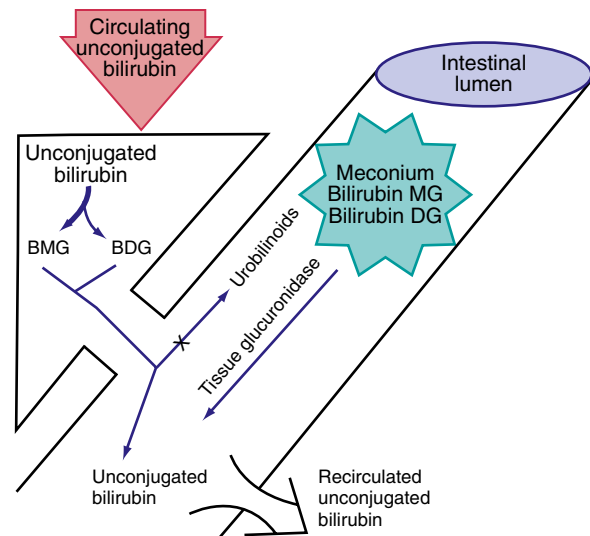 Circulating
unconjugated
bilirubin
Intestinal
lumen
Unconjugated
bilirubin
Meconium
Bilirubin MG
Bilirubin DG
BMG
BDG
Urobilinoids
X
Tissue glucuronidase
Unconjugated
bilirubin
Recirculated
unconjugated
bilirubin